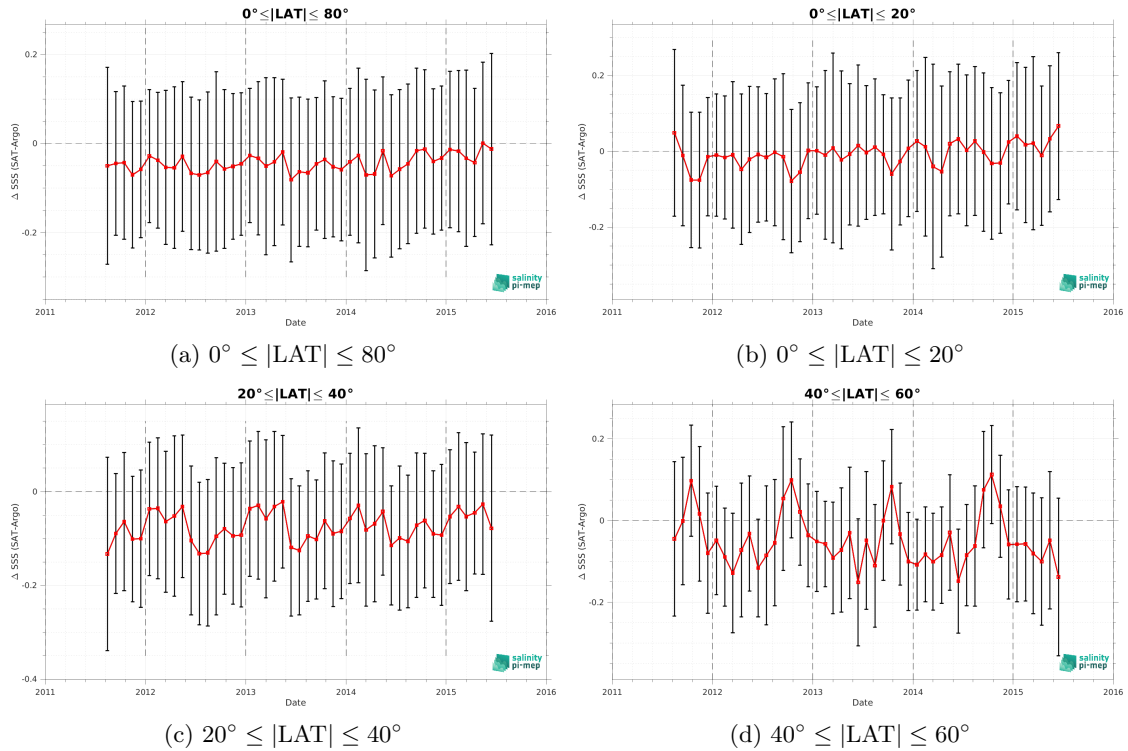 0°≤|LAT|≤ 80°
Δ SSS (SAT-Argo)
0.2
0
-0.2
2011 2012 2013 2014 2015 2016
Date
salinity
pi-mep
(a) 0° ≤ |LAT| ≤ 80°
0°≤|LAT|≤ 20°
Δ SSS (SAT-Argo)
0.2
0
-0.2
2011 2012 2013 2014 2015 2016
Date
salinity
pi-mep
(b) 0° ≤ |LAT| ≤ 20°
20°≤|LAT|≤ 40°
Δ SSS (SAT-Argo)
0
-0.2
-0.4
2011 2012 2013 2014 2015 2016
Date
salinity
pi-mep
(c) 20° ≤ |LAT| ≤ 40°
40°≤|LAT|≤ 60°
Δ SSS (SAT-Argo)
0.2
0
-0.2
2011 2012 2013 2014 2015 2016
Date
salinity
pi-mep
(d) 40° ≤ |LAT| ≤ 60°